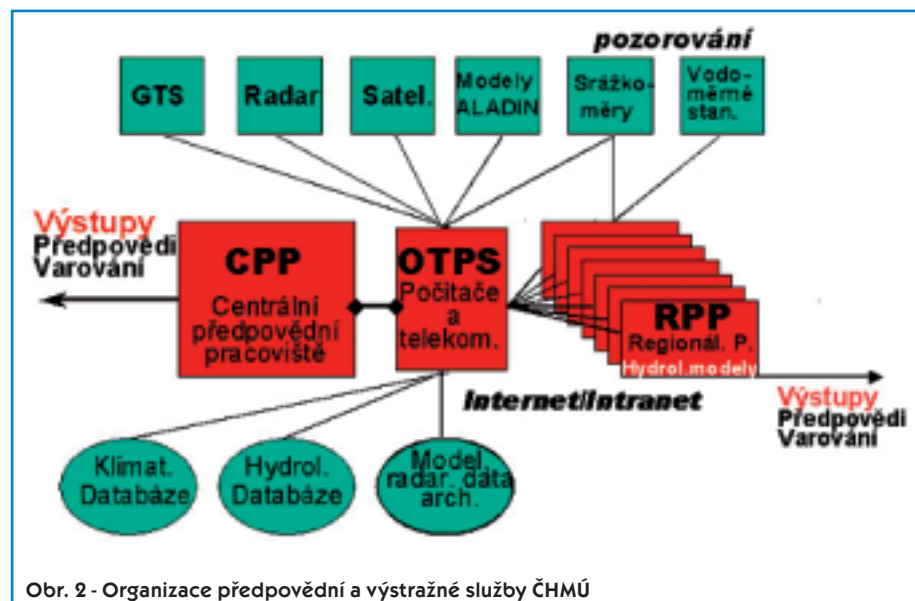 pozorování
GTS
Radar
Satel.
Modely
ALADIN
Srážko-
měry
Vodo-
měrné
stan.
Výstupy
Předpovědi
Varování
CPP
Centrální
předpovědní
pracoviště
OTPS
Počítače
a
telekom.
RPP
Regionál. P.
Hydrol.modely
Internet/Intranet
Výstupy
Předpovědi
Varování
Klimat.
Databáze
Hydrol.
Databáze
Model
radar. dáta
arch.
Obr. 2 - Organizace předpovědní a výstražné služby ČHMÚ